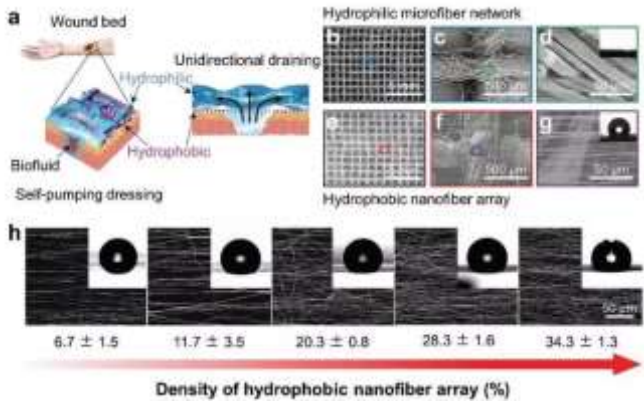 a
Wound bed
Hydrophilic
Unidirectional draining
Hydrophobic
Biofluid
Self-pumping dressing
Hydrophilic microfiber network
b
c
d
e
f
g
500 μm
50 μm
Hydrophobic nanofiber array
h
50 μm
6.7 ± 1.5
11.7 ± 3.5
20.3 ± 0.8
28.3 ± 1.6
34.3 ± 1.3
Density of hydrophobic nanofiber array (%)